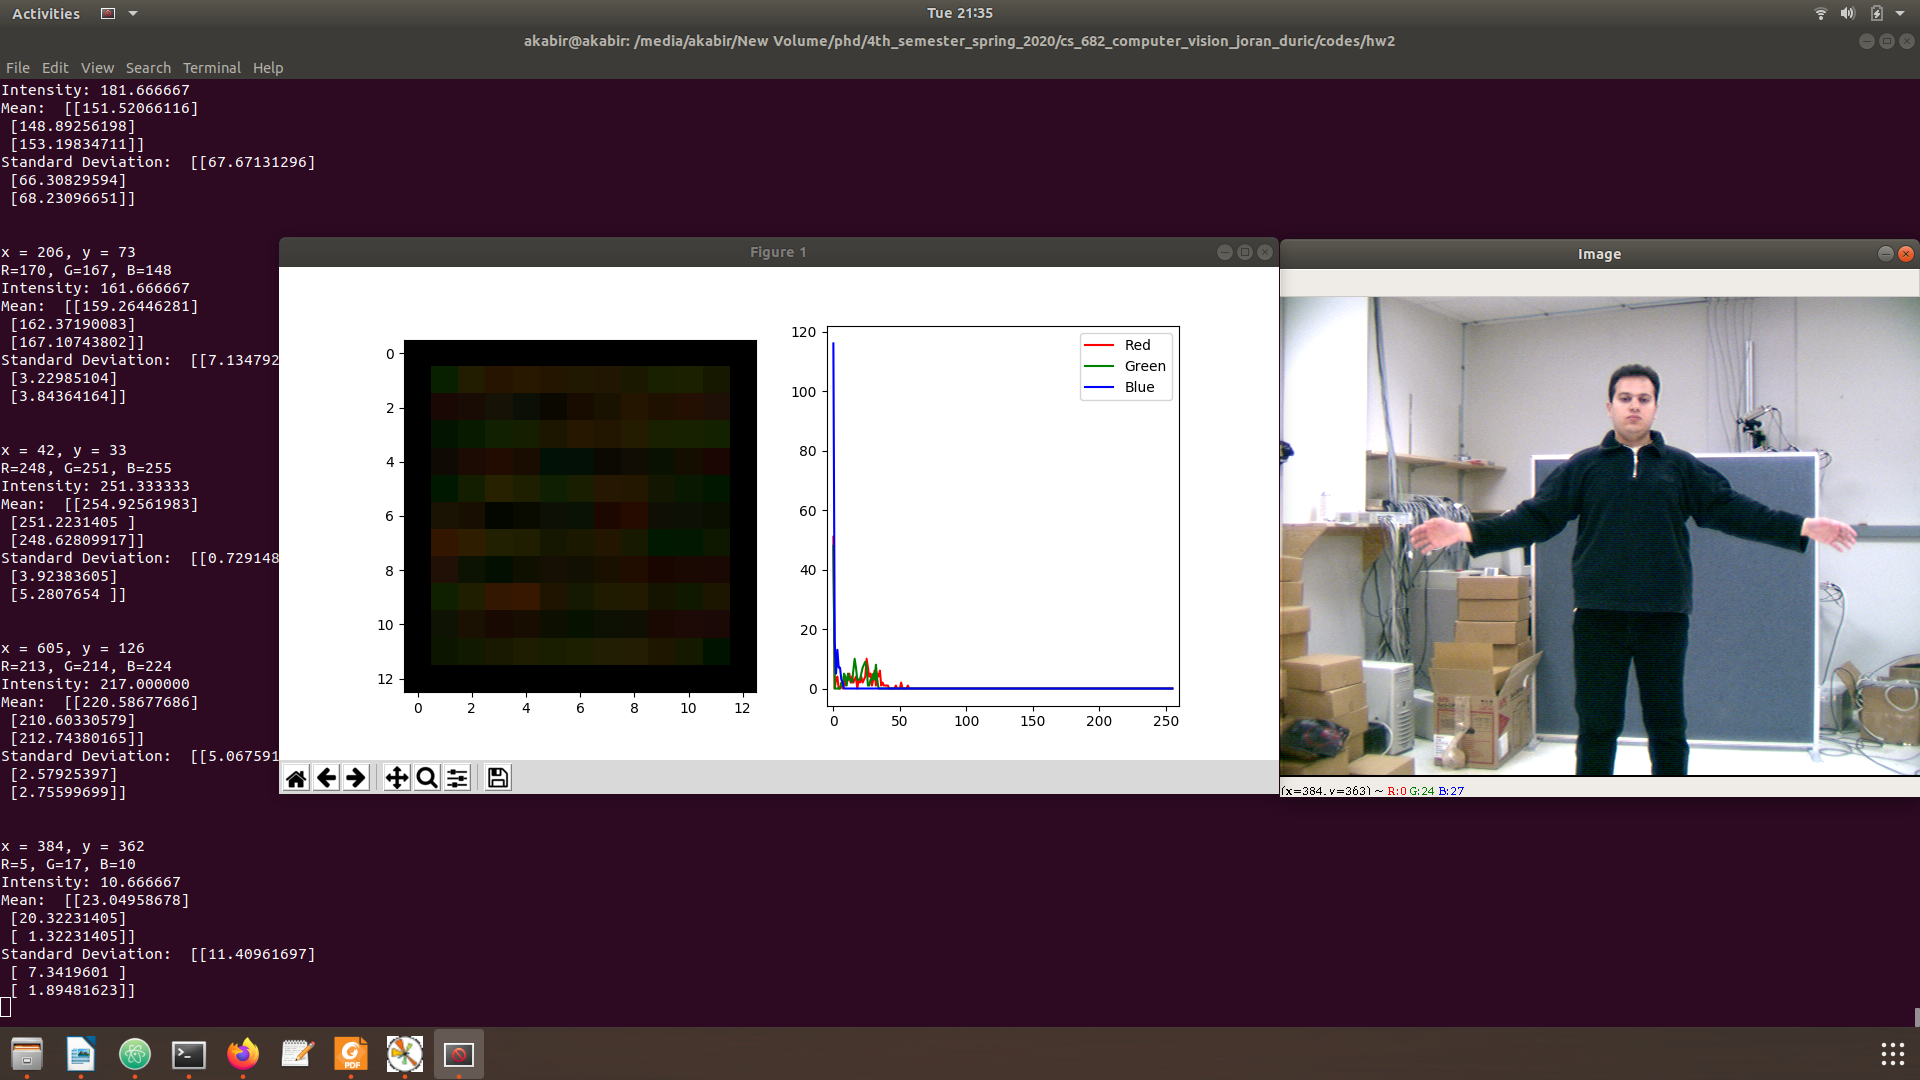 Activities
Tue 21:35
akabir@akabir: /media/akabir/New Volume/phd/4th_semester_spring_2020/cs_682_computer_vision_joran_duric/codes/hw2
File Edit View Search Terminal Help
Intensity: 181.666667
Mean:  [[151.52066116]
[148.89256198]
[153.19834711]]
Standard Deviation:  [[67.67131296]
[66.30829594]
[68.23096651]]
x = 206, y = 73
R=170, G=167, B=148
Intensity: 161.666667
Mean:  [[159.26446281]
[162.37190083]
[167.10743802]]
Standard Deviation:  [[7.134792
[3.22985104]
[3.84364164]]
x = 42, y = 33
R=248, G=251, B=255
Intensity: 251.333333
Mean:  [[254.92561983]
[251.2231405 ]
[248.62809917]]
Standard Deviation:  [[0.729148
[3.92383605]
[5.2807654 ]]
x = 605, y = 126
R=213, G=214, B=224
Intensity: 217.000000
Mean:  [[220.58677686]
[210.60330579]
[212.74380165]]
Standard Deviation:  [[5.067591
[2.57925397]
[2.75599699]]
x = 384, y = 362
R=5, G=17, B=10
Intensity: 10.666667
Mean:  [[23.04958678]
[20.32231405]
[ 1.32231405]]
Standard Deviation:  [[11.40961697]
[ 7.3419601 ]
[ 1.89481623]]
Figure 1
0
2
4
6
8
10
12
0 2 4 6 8 10 12
120
100
80
60
40
20
0
0 50 100 150 200 250
Red
Green
Blue
Image
(x=384, y=363) ~ R:0 G:24 B:27
PDF